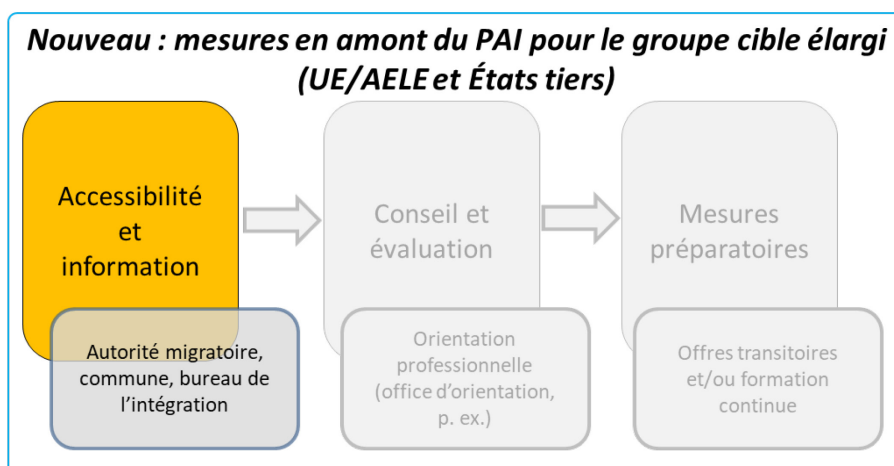 Nouveau : mesures en amont du PAI pour le groupe cible élargi
(UE/AELE et États tiers)
Accessibilité
et
information
Autorité migratoire,
commune, bureau de
l’intégration
Conseil et
évaluation
Orientation
professionnelle
(office d’orientation,
p. ex.)
Mesures
préparatoires
Offres transitoires
et/ou formation
continue